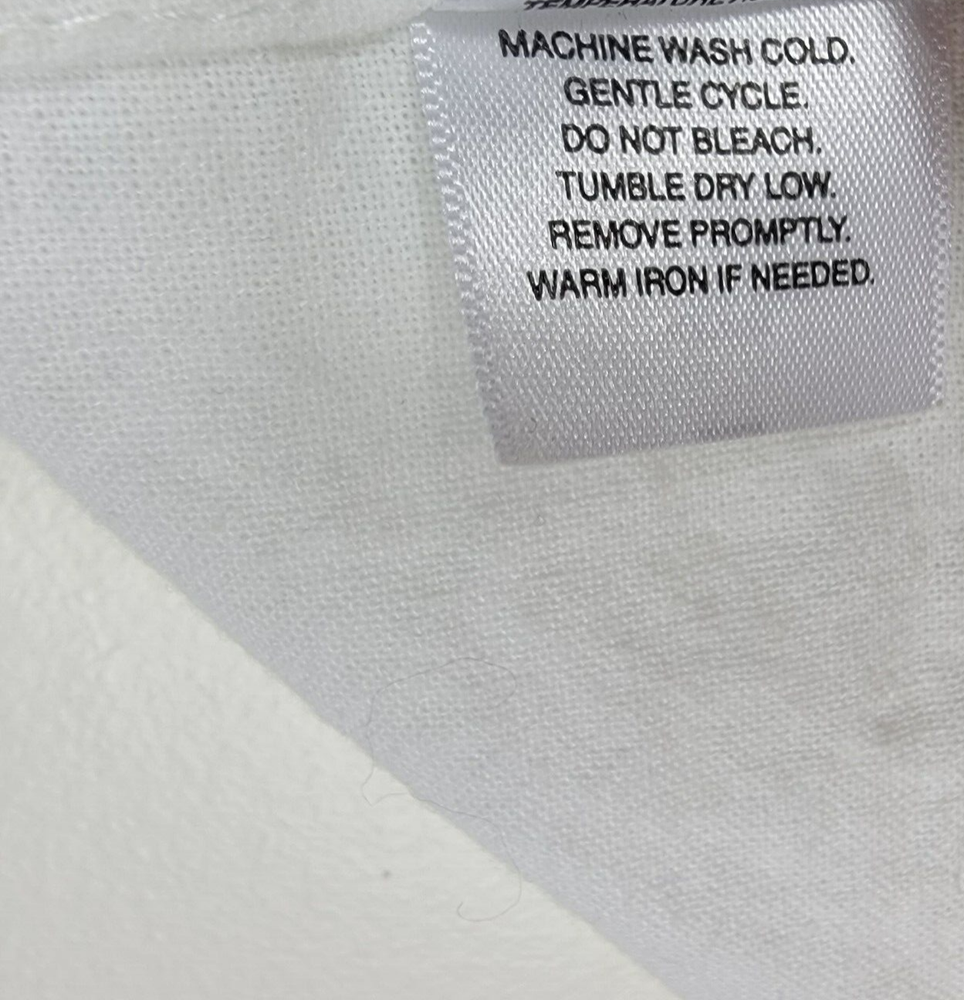 MACHINE WASH COLD.
GENTLE CYCLE.
DO NOT BLEACH.
TUMBLE DRY LOW.
REMOVE PROMPTLY.
WARM IRON IF NEEDED.